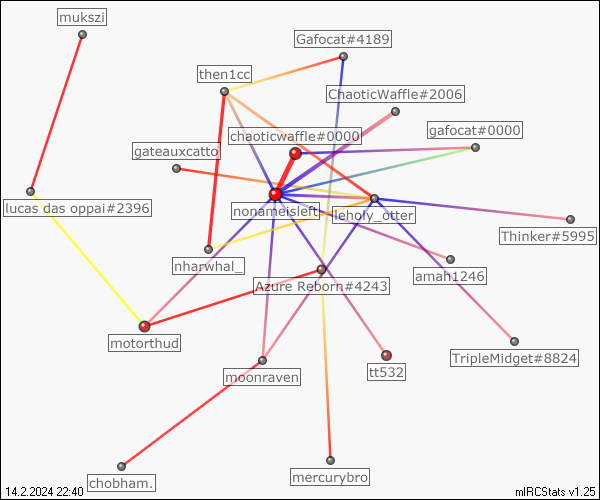 mukszi
Gafocat#4189
then1cc
ChaoticWaffle#2006
chaoticwaffle#0000
gafocat#0000
gateauxcatto
lucas das oppai#2396
nonameisleft
leholy_otter
Thinker#5995
nharwhal_
amah1246
Azure Reborn#4243
motorthud
TripleMidget#8824
moonraven
tt532
chobham.
mercurybro
14.2.2024 22:40
mIRCStats v1.25